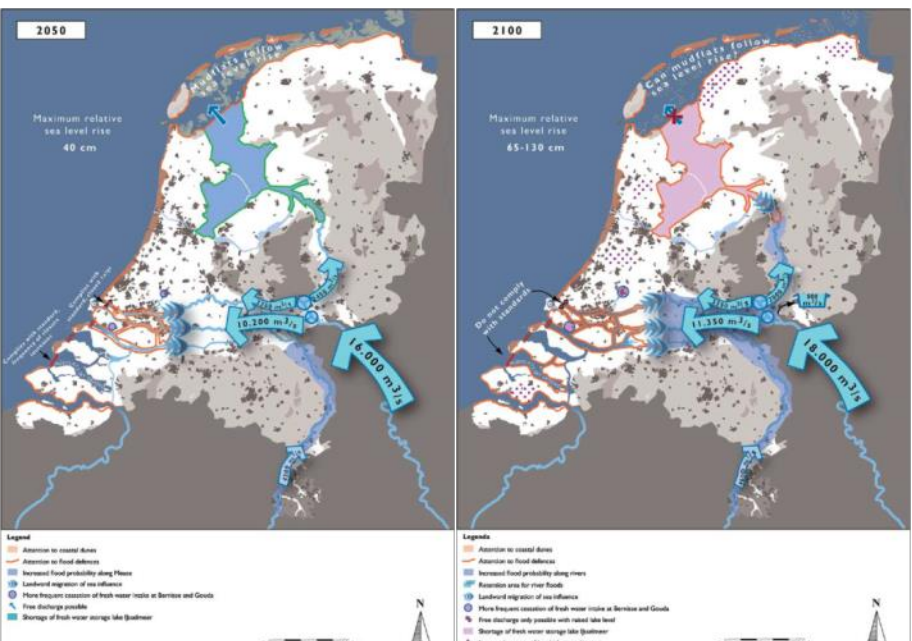 2050
Mudflats follow
sea level rise
Maximum relative
sea level rise
40 cm
10.200 m³/s
16.000 m3/s
Legend
Attention to coastal dunes
Attention to flood defences
Increased flood probability along Meuse
Landward migration of sea influence
More frequent cessation of fresh water intake at Bernisse and Gouda
Free discharge possible
Shortage of fresh water storage lake IJsselmeer
N
2100
Can mudflats follow
sea level rise?
Maximum relative
sea level rise
65-130 cm
Do not comply
with standards
11.350 m³/s
18.000 m3/s
Legenda
Attention to coastal dunes
Attention to flood defences
Increased flood probability along rivers
Retention area for river floods
Landward migration of sea influence
More frequent cessation of fresh water intake at Bernisse and Gouda
Free discharge only possible with raised lake level
Shortage of fresh water storage lake IJsselmeer
N